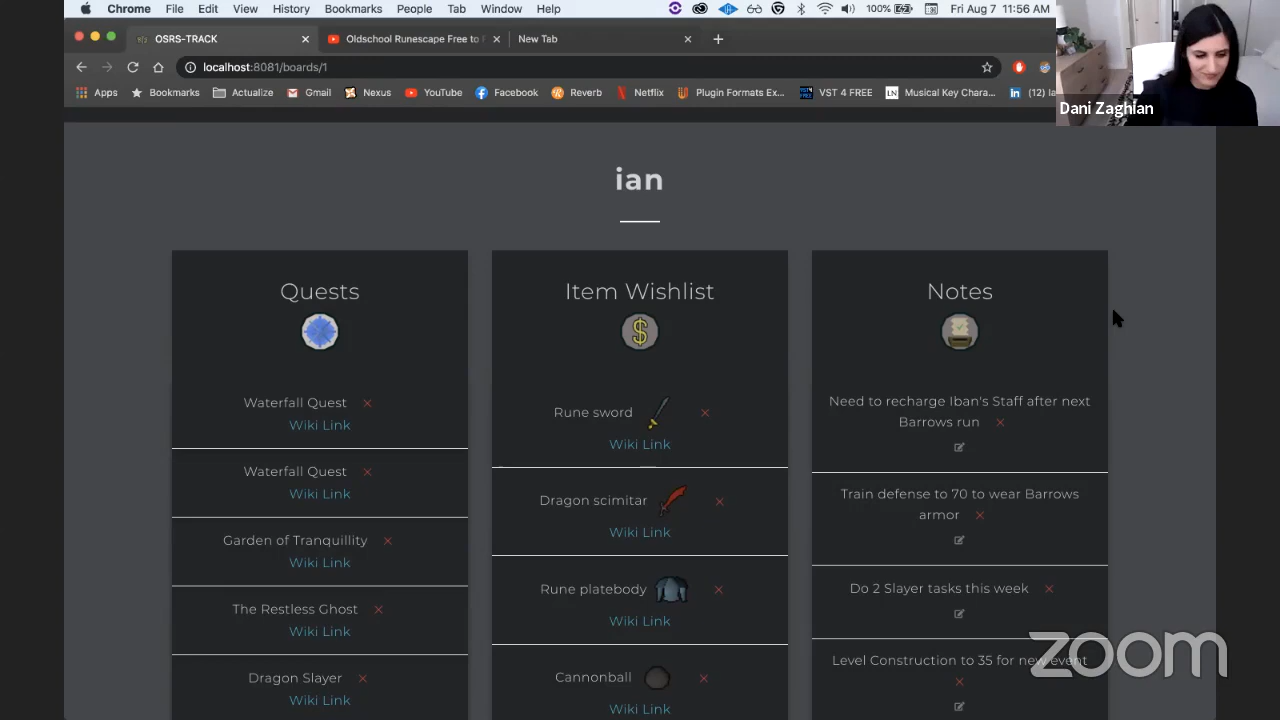 Chrome File Edit View History Bookmarks People Tab Window Help 100% Fri Aug 7 11:56 AM
OSRS-TRACK Oldschool Runescape Free to New Tab
localhost:8081/boards/1
Apps Bookmarks Actualize Gmail Nexus YouTube Facebook Reverb Netflix Plugin Formats Ex... VST 4 FREE LN Musical Key Chara... in (12)
Dani Zaghian
ian
Quests
Waterfall Quest ×
Wiki Link
Waterfall Quest ×
Wiki Link
Garden of Tranquillity ×
Wiki Link
The Restless Ghost ×
Wiki Link
Dragon Slayer ×
Wiki Link
Item Wishlist
$
Rune sword ×
Wiki Link
Dragon scimitar ×
Wiki Link
Rune platebody ×
Wiki Link
Cannonball ×
Wiki Link
Notes
Need to recharge Iban's Staff after next
Barrows run ×
Train defense to 70 to wear Barrows
armor ×
Do 2 Slayer tasks this week ×
Level Construction to 35 for new event
×
zoom